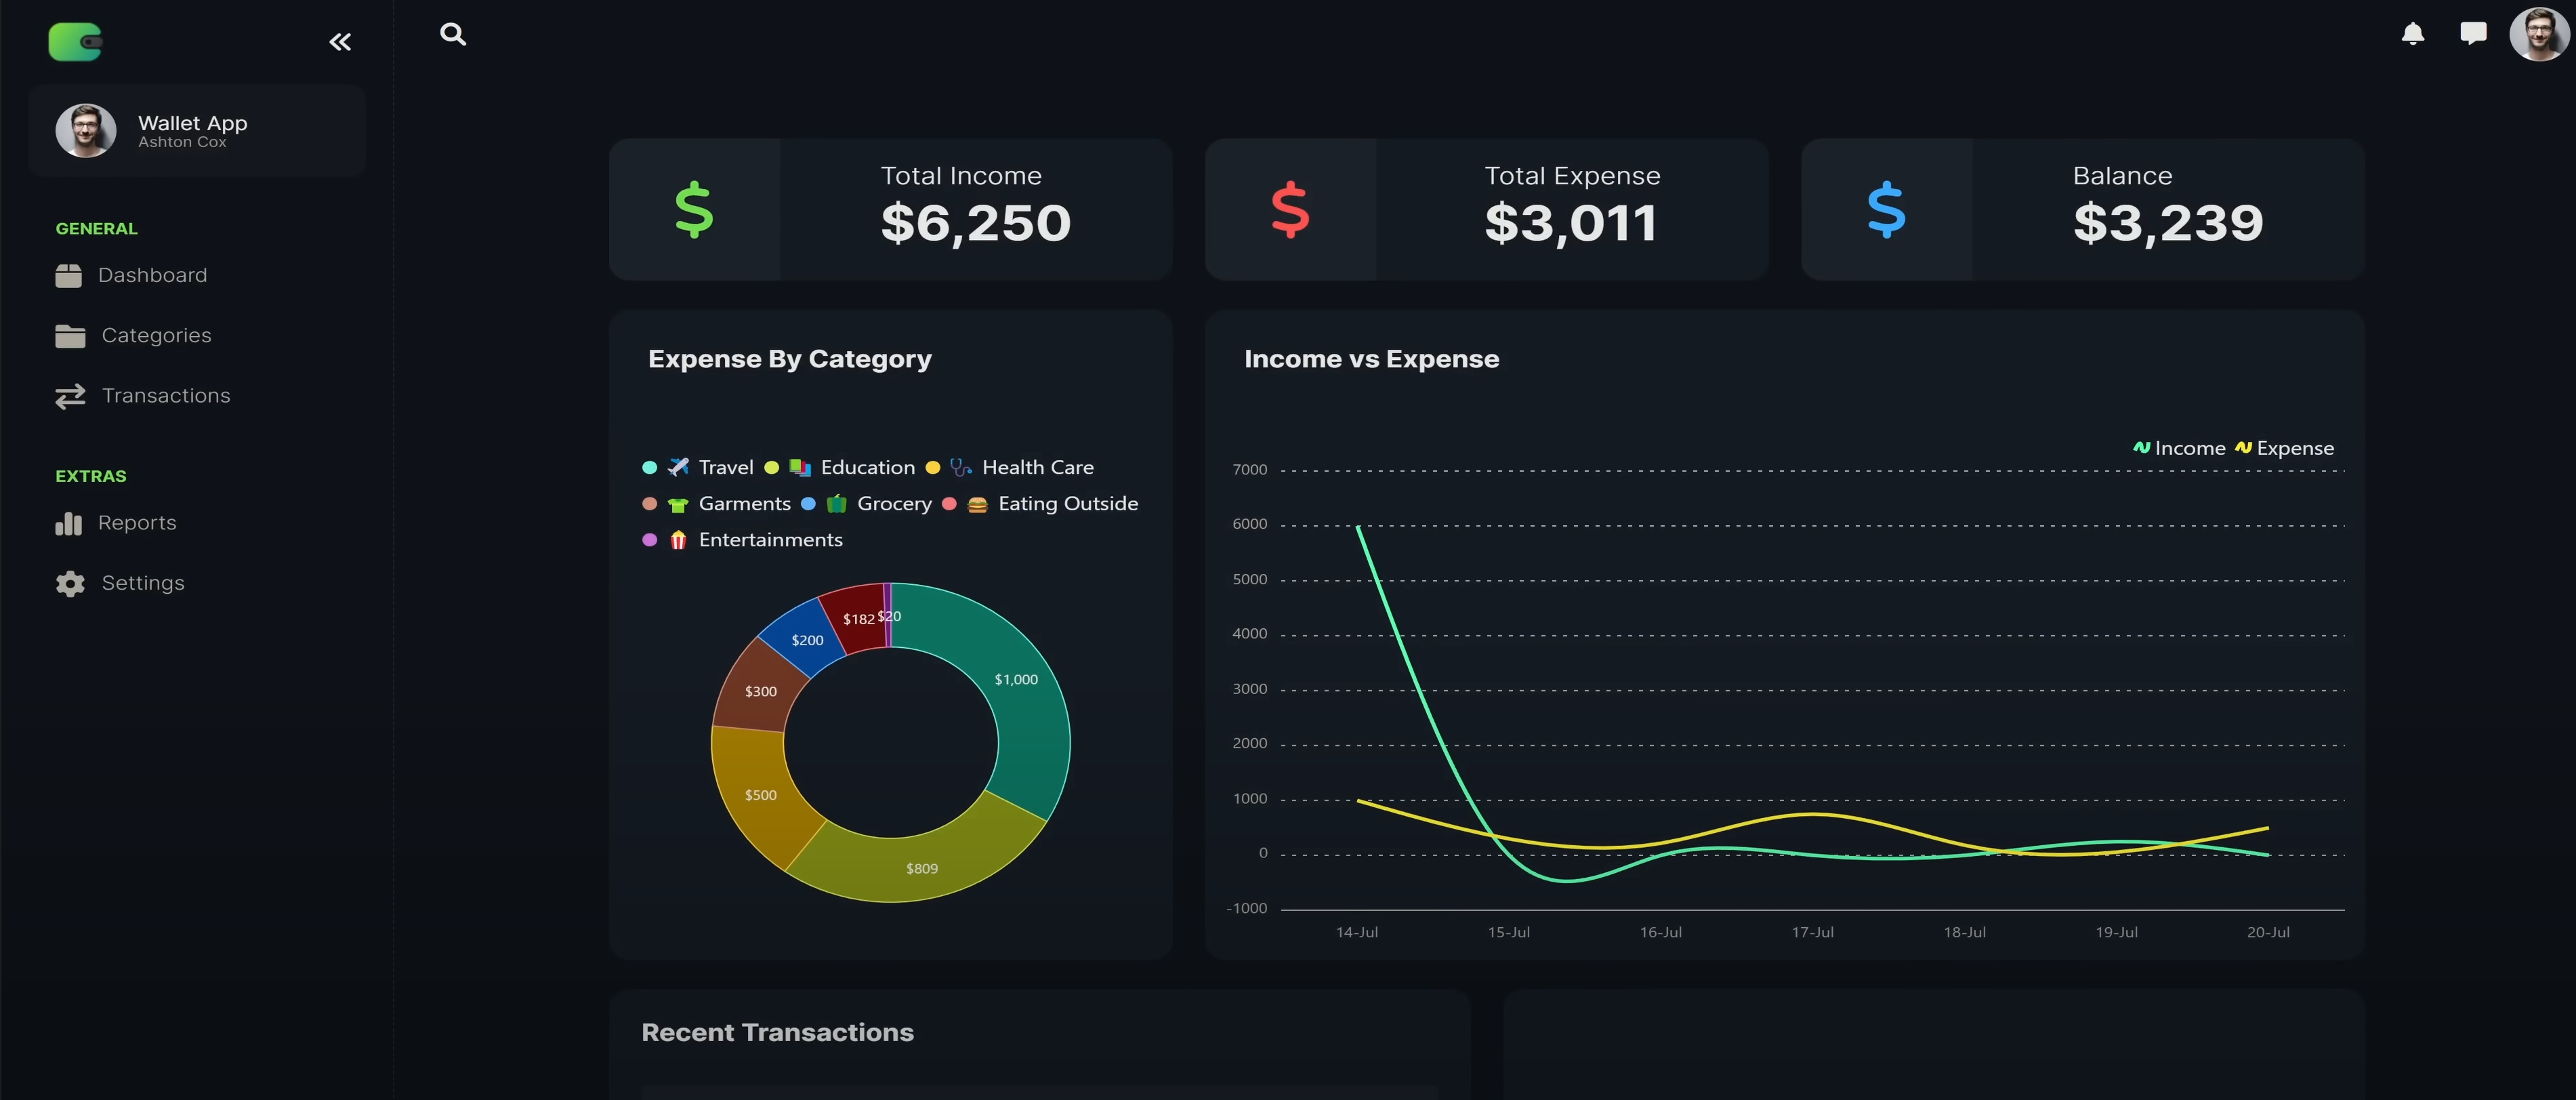 Wallet App
Ashton Cox
GENERAL
Dashboard
Categories
Transactions
EXTRAS
Reports
Settings
Total Income
$6,250
Total Expense
$3,011
Balance
$3,239
Expense By Category
Travel Education Health Care
Garments Grocery Eating Outside
Entertainments
$1,000
$809
$500
$300
$200
$182
$20
Income vs Expense
Income Expense
7000
6000
5000
4000
3000
2000
1000
0
-1000
14-Jul 15-Jul 16-Jul 17-Jul 18-Jul 19-Jul 20-Jul
Recent Transactions